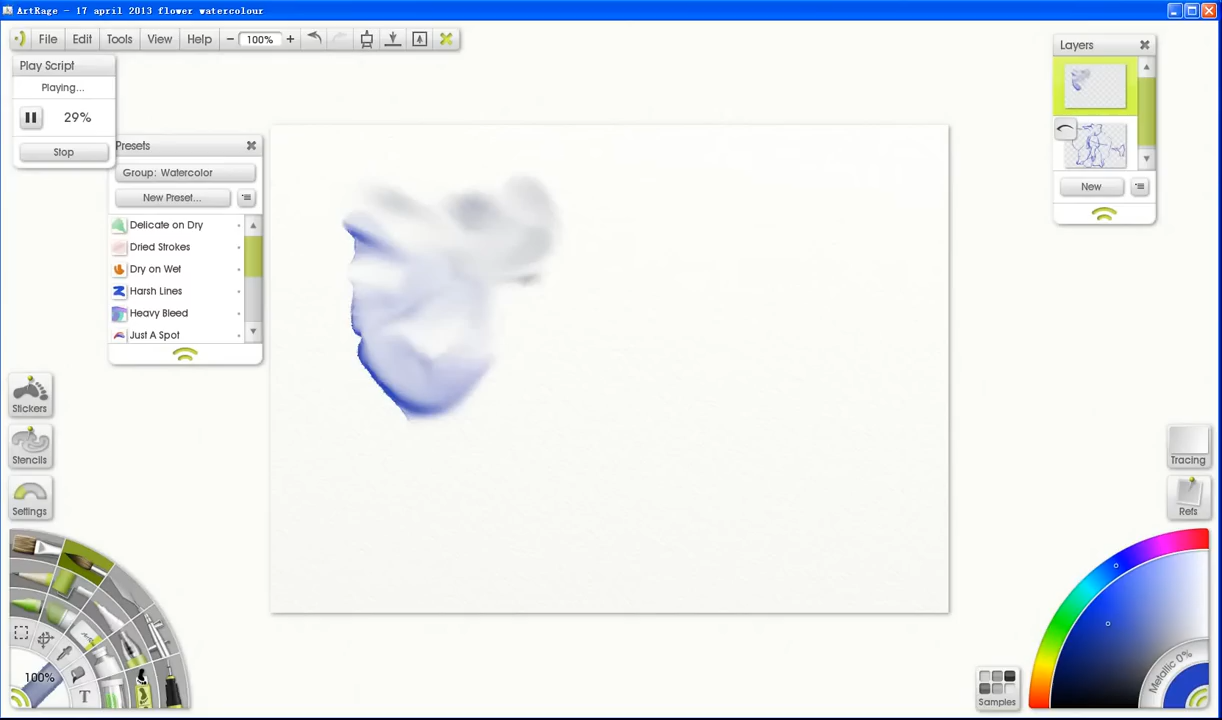 ArtRage - 17 april 2013 flower watercolour
File Edit Tools View Help 100%
Play Script
Playing...
29%
Stop
Presets
Group: Watercolor
New Preset...
Delicate on Dry
Dried Strokes
Dry on Wet
Harsh Lines
Heavy Bleed
Just A Spot
Layers
New
Stickers
Stencils
Settings
100%
T
Tracing
Refs
Metallic 0%
Samples